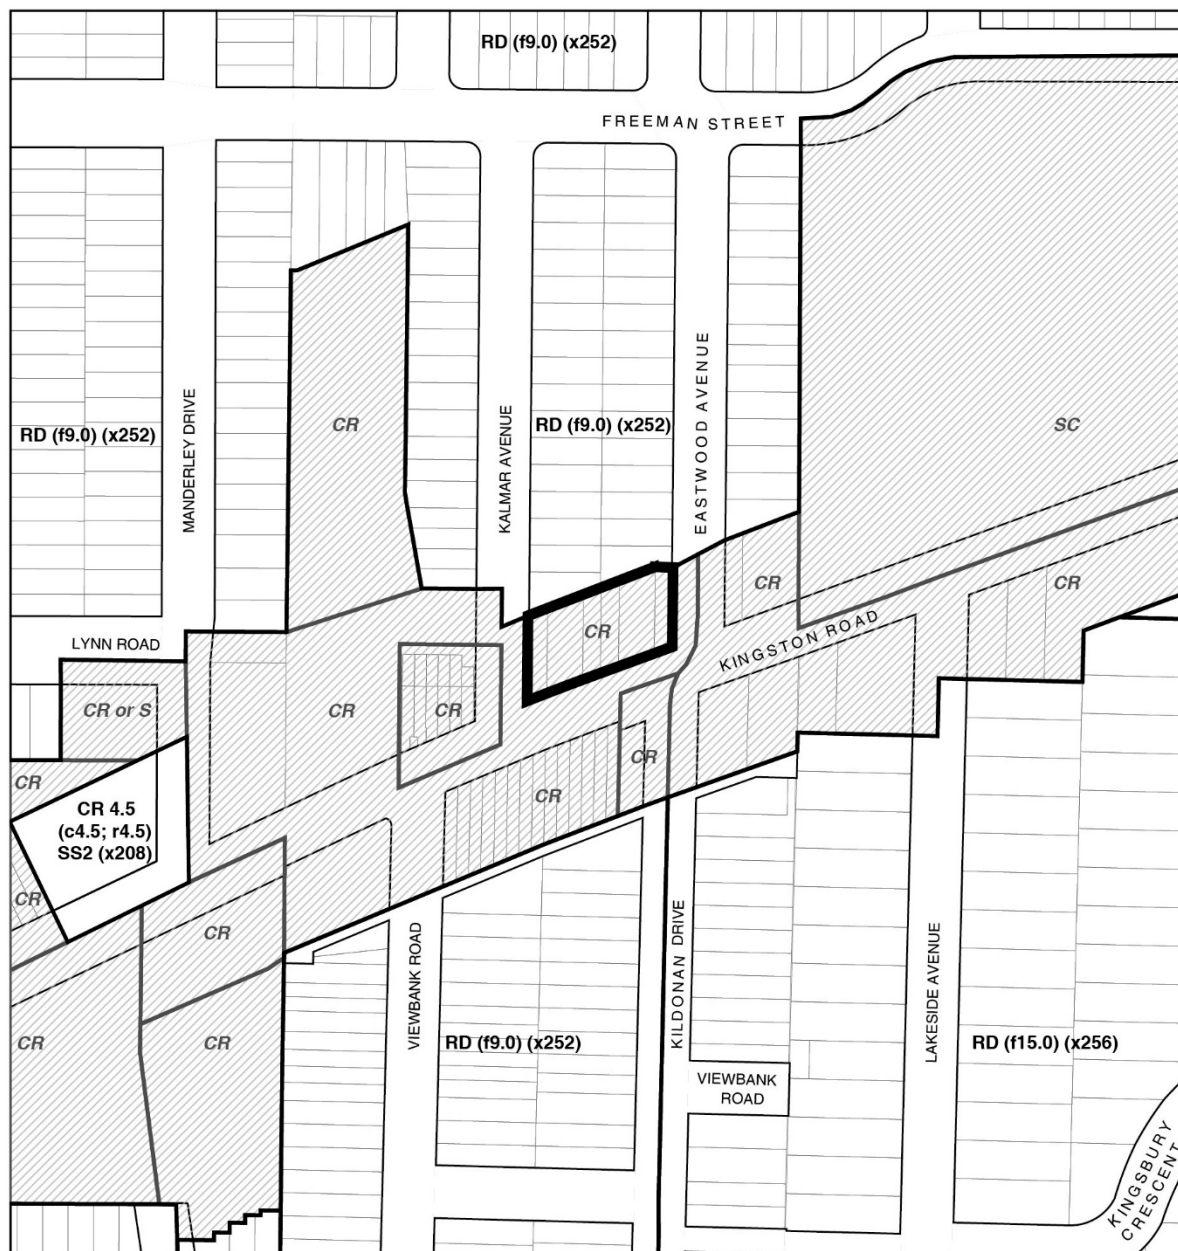 RD (f9.0) (x252)
FREEMAN STREET
RD (f9.0) (x252)
MANDERLEY DRIVE
CR
KALMAR AVENUE
RD (f9.0) (x252)
EASTWOOD AVENUE
SC
CR
CR
CR
KINGSTON ROAD
LYNN ROAD
CR or S
CR
CR
CR
CR
CR
CR 4.5
(c4.5; r4.5)
SS2 (x208)
CR
CR
CR
CR
VIEWBANK ROAD
RD (f9.0) (x252)
KILDONAN DRIVE
LAKESIDE AVENUE
RD (f15.0) (x256)
VIEWBANK
ROAD
KINGSBURY
CRESCENT